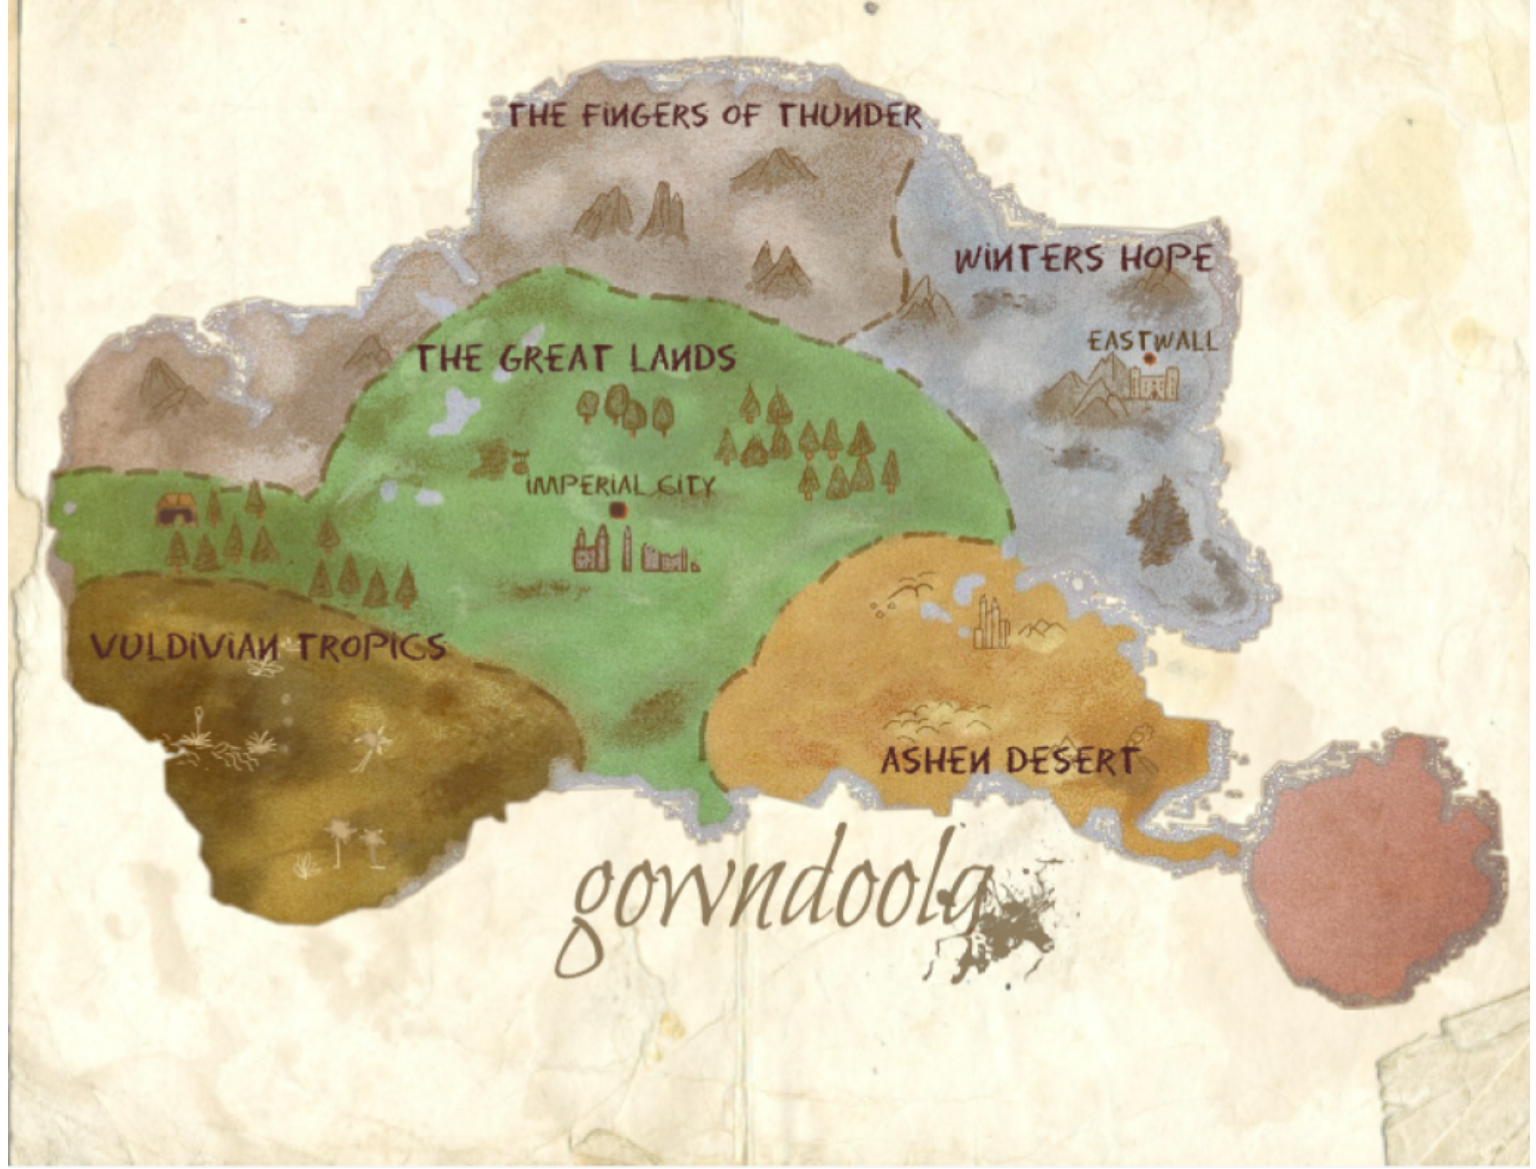 THE FINGERS OF THUNDER
WINTERS HOPE
EASTWALL
THE GREAT LANDS
IMPERIAL CITY
VULDIVIAN TROPICS
ASHEN DESERT
gowndoola